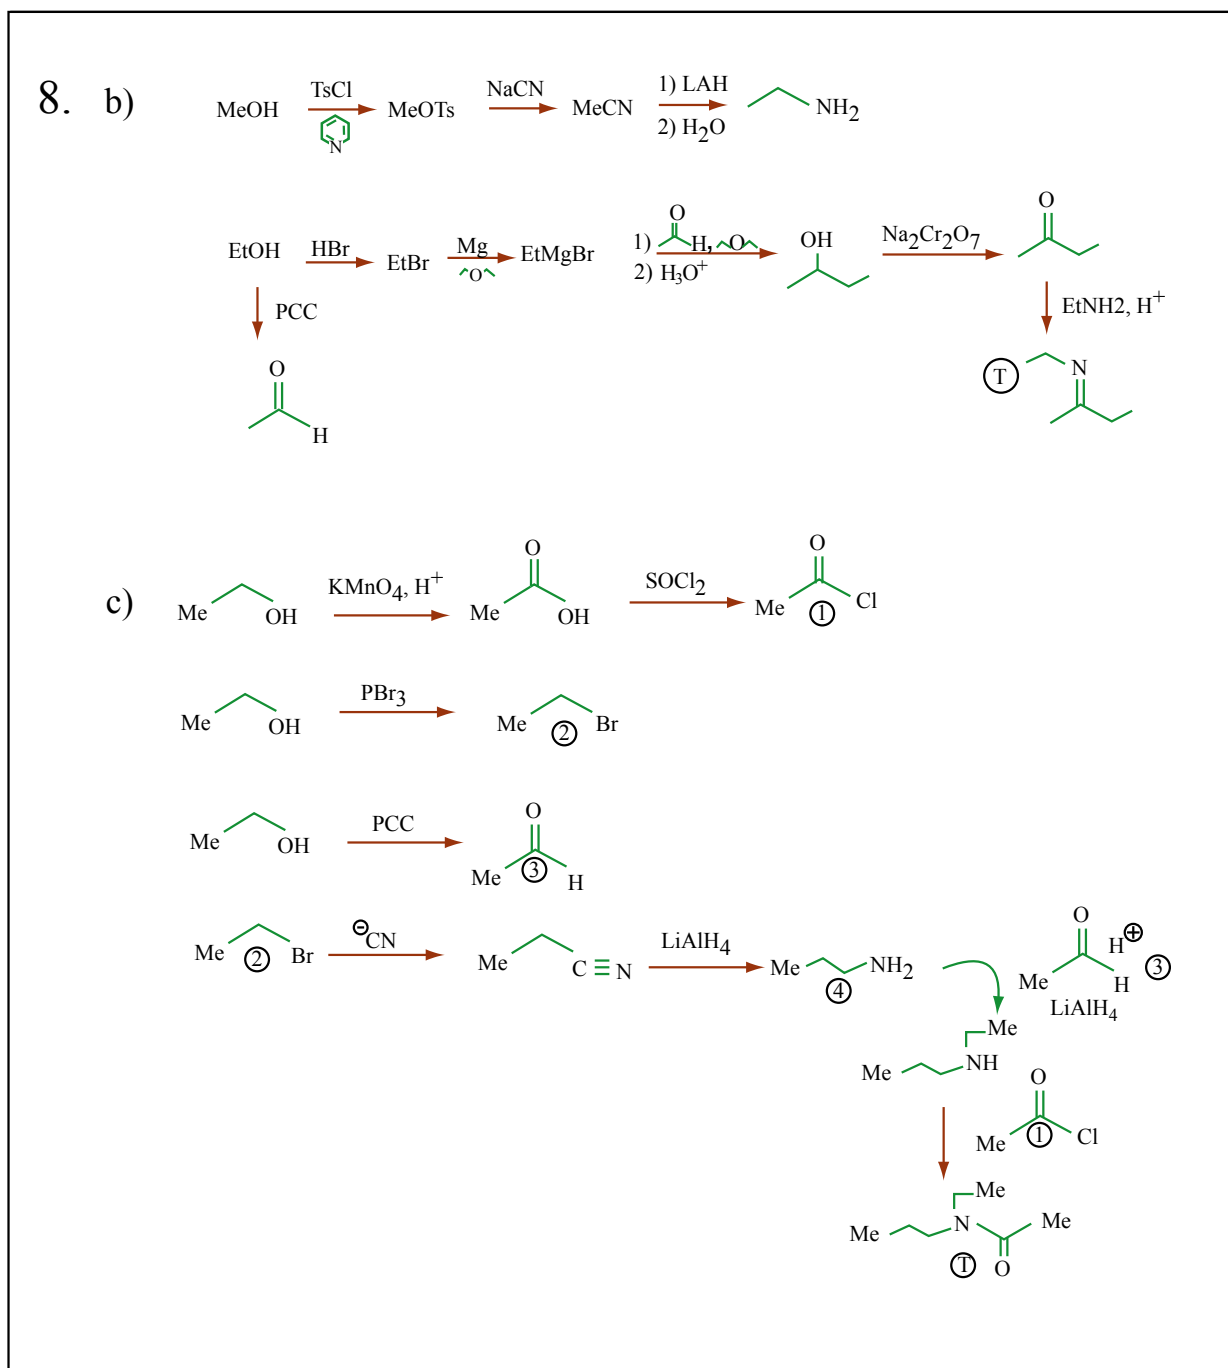 8. b)
MeOH TsCl N MeOTs NaCN MeCN 1) LAH 2) H2O NH2
EtOH HBr EtBr Mg O EtMgBr 1) O H, O 2) H3O+ OH Na2Cr2O7 O
PCC EtNH2, H+
O H
T N
c) Me OH KMnO4, H+ O Me OH SOCl2 O Me Cl 1
Me OH PBr3 Me Br 2
Me OH PCC O Me H 3
Me Br 2 ⊖CN Me C≡N LiAlH4 Me NH2 4 O Me H H⊕ 3
LiAlH4
Me
Me NH
O
Me Cl 1
Me
Me N Me
T O